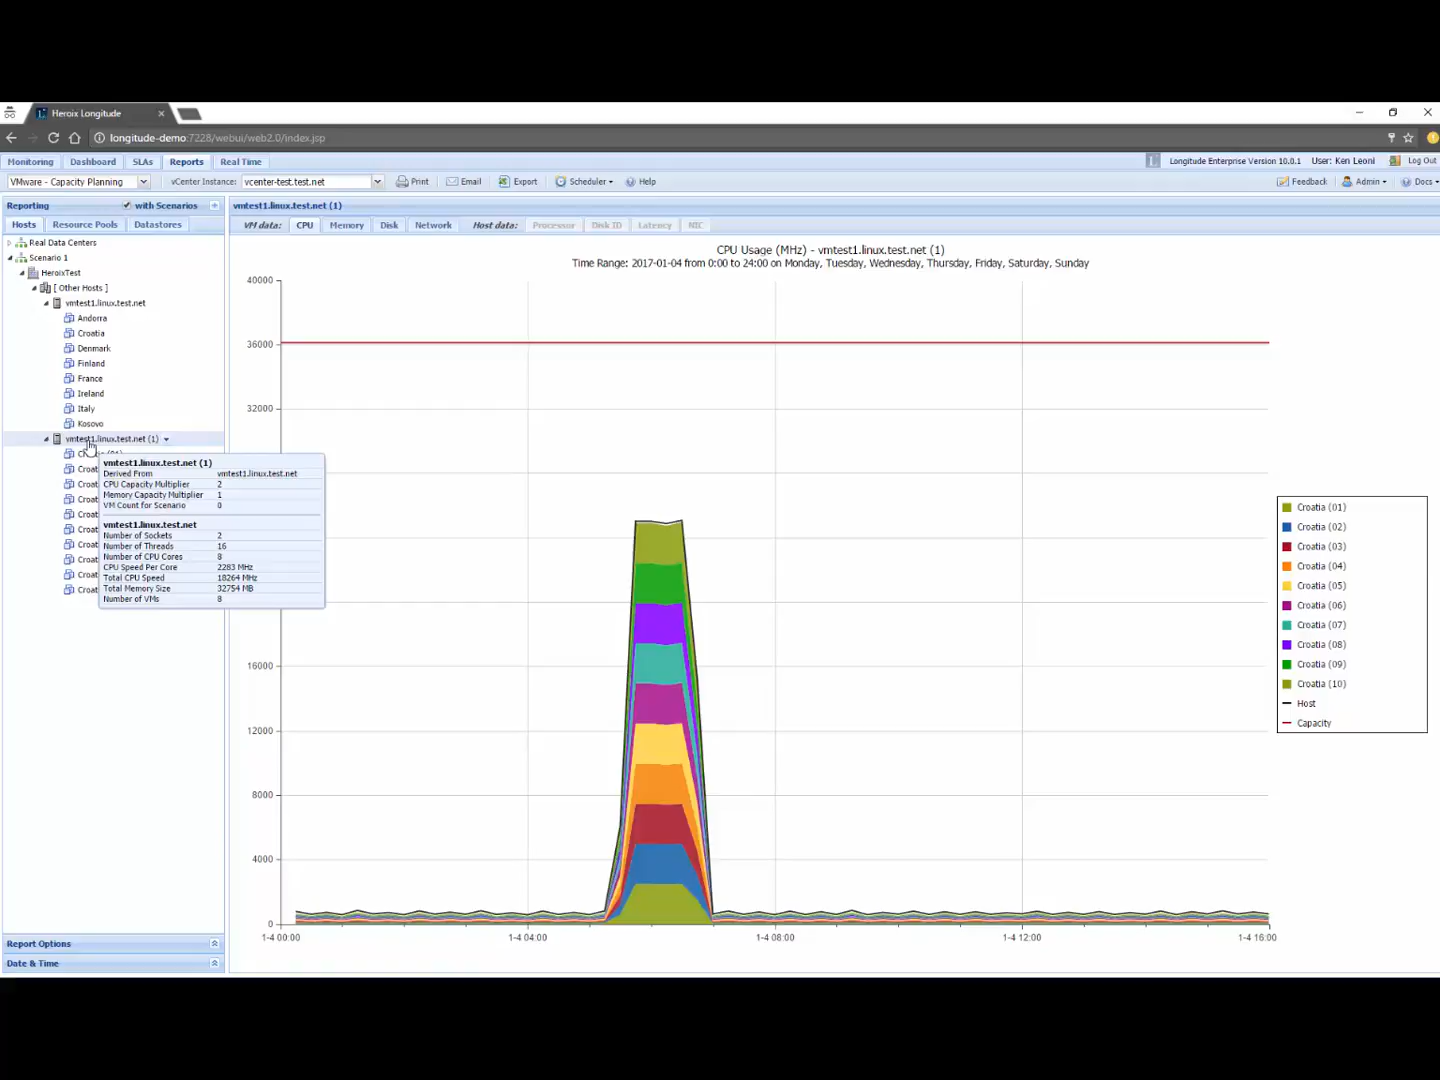 Heroix Longitude
longitude-demo:7228/webui/web2.0/index.jsp
Monitoring Dashboard SLAs Reports Real Time
Longitude Enterprise Version 10.0.1 User: Ken Leoni Log Out
VMware - Capacity Planning vCenter Instance: vcenter-test.test.net Print Email Export Scheduler Help Feedback Admin Docs
Reporting with Scenarios
vmtest1.linux.test.net (1)
Hosts Resource Pools Datastores
VM data: CPU Memory Disk Network Host data: Processor Disk ID Latency NIC
Real Data Centers
Scenario 1
HeroixTest
[ Other Hosts ]
vmtest1.linux.test.net
Andorra
Croatia
Denmark
Finland
France
Ireland
Italy
Kosovo
vmtest1.linux.test.net (1)
Croat
Croat
Croat
Croat
Croat
Croat
Croat
Croat
Croat
vmtest1.linux.test.net (1)
Derived From vmtest1.linux.test.net
CPU Capacity Multiplier 2
Memory Capacity Multiplier 1
VM Count for Scenario 0
vmtest1.linux.test.net
Number of Sockets 2
Number of Threads 16
Number of CPU Cores 8
CPU Speed Per Core 2283 MHz
Total CPU Speed 18264 MHz
Total Memory Size 32754 MB
Number of VMs 8
Report Options
Date & Time
CPU Usage (MHz) - vmtest1.linux.test.net (1)
Time Range: 2017-01-04 from 0:00 to 24:00 on Monday, Tuesday, Wednesday, Thursday, Friday, Saturday, Sunday
40000
36000
32000
16000
12000
8000
4000
0
1-4 00:00 1-4 04:00 1-4 08:00 1-4 12:00 1-4 16:00
Croatia (01)
Croatia (02)
Croatia (03)
Croatia (04)
Croatia (05)
Croatia (06)
Croatia (07)
Croatia (08)
Croatia (09)
Croatia (10)
Host
Capacity